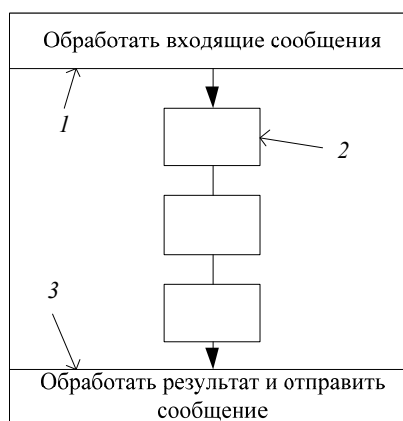 Обработать входящие сообщения
1
2
3
Обработать результат и отправить
сообщение